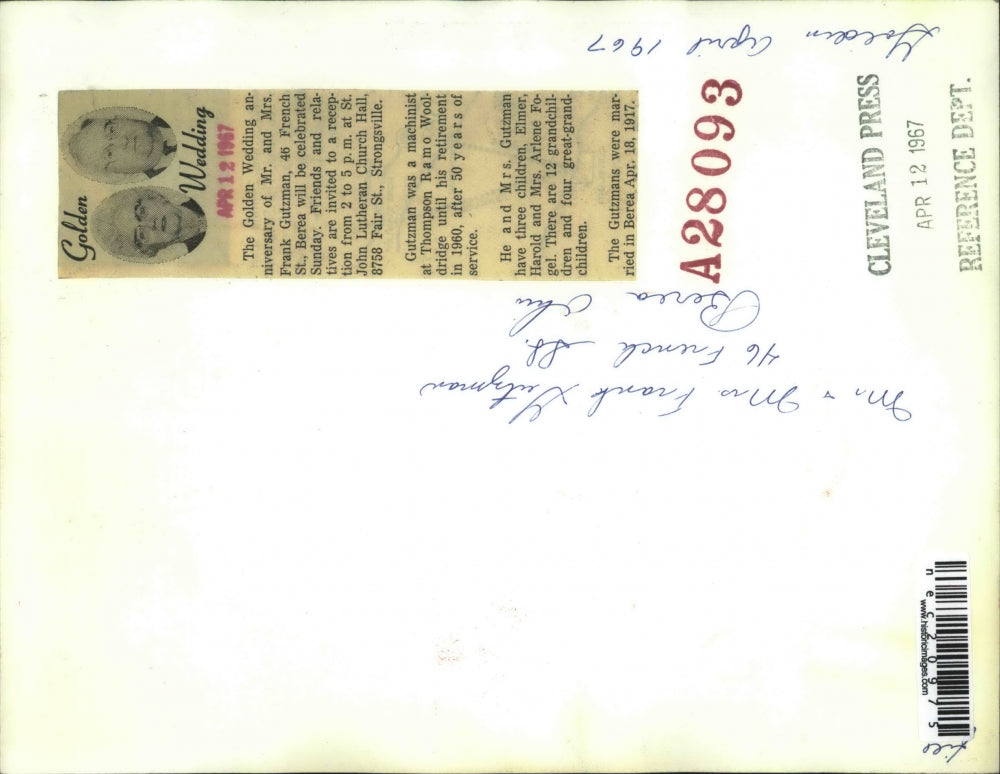 Golden April 1967
Golden
Wedding
APR 12 1967
The Golden Wedding an-
niversary of Mr. and Mrs.
Frank Gutzman, 46 French
St., Berea will be celebrated
Sunday. Friends and rela-
tives are invited to a recep-
tion from 2 to 5 p. m. at St.
John Lutheran Church Hall,
8758 Fair St., Strongsville.
Gutzman was a machinist
at Thompson Ramo Wool-
dridge until his retirement
in 1960, after 50 years of
service.
He and Mrs. Gutzman
have three children, Elmer,
Harold and Mrs. Arlene Fo-
gel. There are 12 grandchil-
dren and four great-grand-
children.
The Gutzmans were mar-
ried in Berea Apr. 18, 1917.
A28093
CLEVELAND PRESS
APR 12 1967
REFERENCE DEPT.
Mr & Mrs Frank Gutzman
46 French St.
Berea Ohio
www.historicimages.com
nec20975